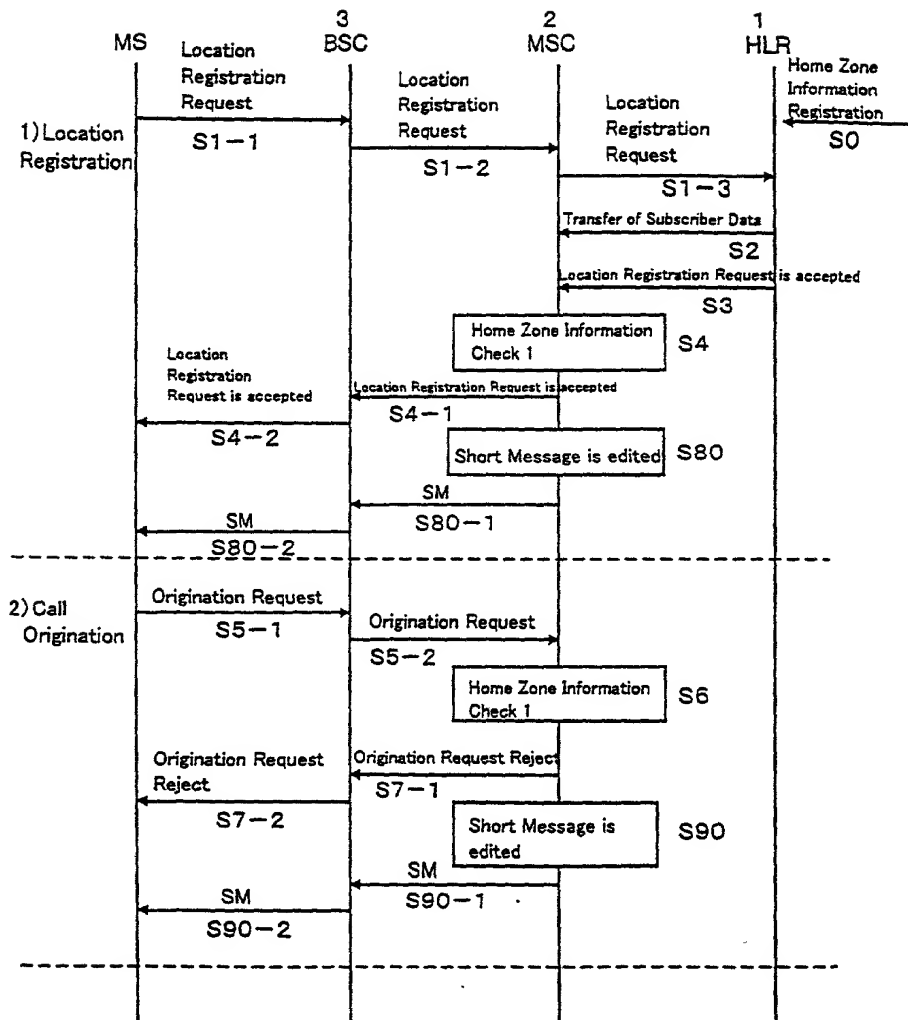 3
2
1
MS
BSC
MSC
HLR
Location
Registration
Request
S1-1
Location
Registration
Request
S1-2
Location
Registration
Request
S1-3
Home Zone
Information
Registration
S0
1) Location
Registration
Transfer of Subscriber Data
S2
Location Registration Request is accepted
S3
Home Zone Information
Check 1
S4
Location
Registration
Request is accepted
S4-2
Location Registration Request is accepted
S4-1
Short Message is edited
S80
SM
S80-1
SM
S80-2
2) Call
Origination
Origination Request
S5-1
Origination Request
S5-2
Home Zone Information
Check 1
S6
Origination Request
Reject
S7-2
Origination Request Reject
S7-1
Short Message is
edited
S90
SM
S90-1
SM
S90-2